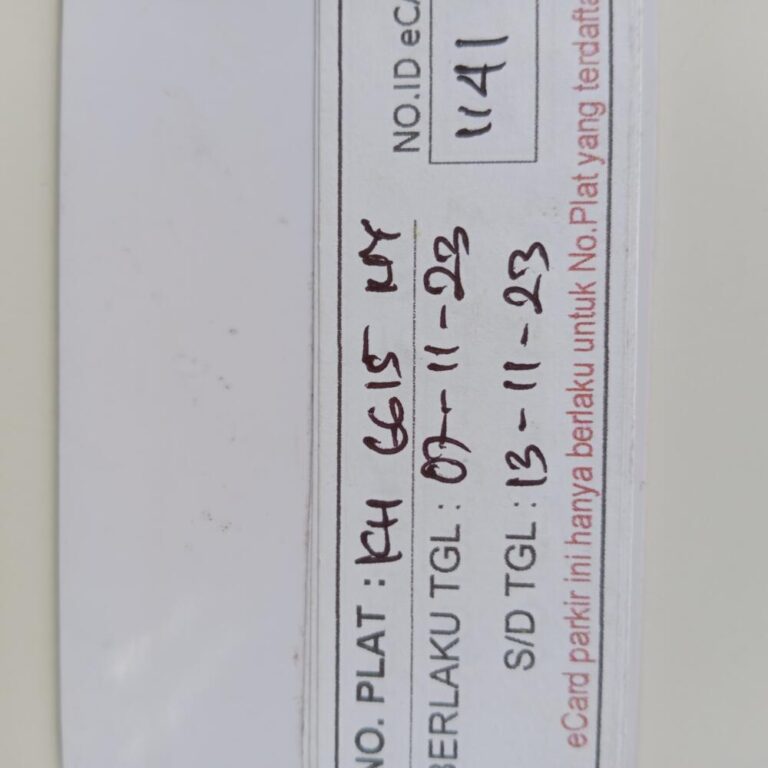 NO.ID eCA
1141
NO. PLAT : KH 6615 NY
BERLAKU TGL : 07-11-23
S/D TGL : 13-11-23
eCard parkir ini hanya berlaku untuk No.Plat yang terdafta